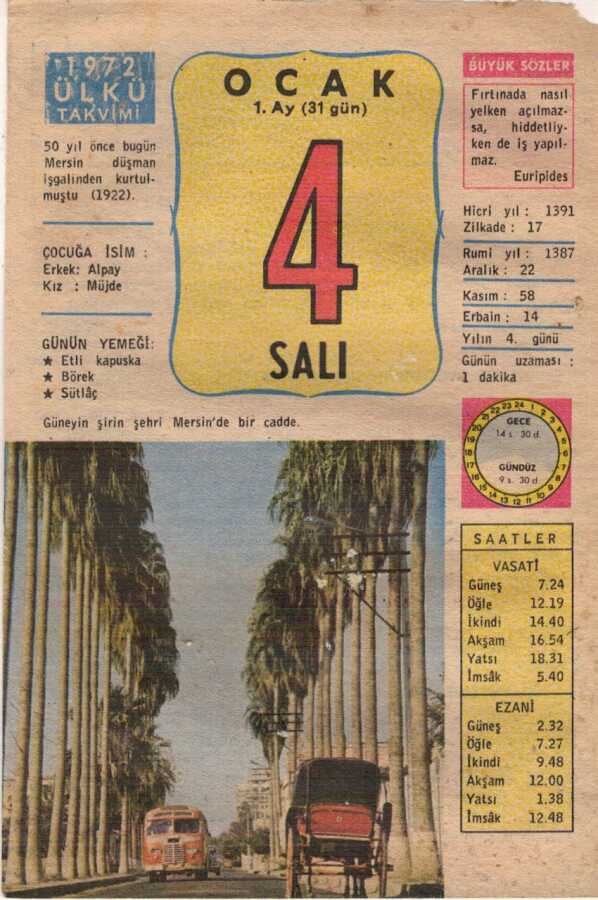 1972
ÜLKÜ
TAKVİMİ
50 yıl önce bugün
Mersin düşman
işgalinden kurtul-
muştu (1922).
ÇOCUĞA İSİM :
Erkek: Alpay
Kız : Müjde
GÜNÜN YEMEĞİ:
★ Etli kapuska
★ Börek
★ Sütlâç
OCAK
1. Ay (31 gün)
4
SALI
BÜYÜK SÖZLER
Fırtınada nasıl
yelken açılmaz-
sa, hiddetliy-
ken de iş yapıl-
maz.
Euripides
Hicri yıl : 1391
Zilkade : 17
Rumi yıl : 1387
Aralık : 22
Kasım : 58
Erbain : 14
Yılın 4. günü
Günün uzaması :
1 dakika
GECE
14 s. 30 d.
GÜNDÜZ
9 s. 30 d
SAATLER
VASATİ
Güneş 7.24
Öğle 12.19
İkindi 14.40
Akşam 16.54
Yatsı 18.31
İmsâk 5.40
EZANİ
Güneş 2.32
Öğle 7.27
İkindi 9.48
Akşam 12.00
Yatsı 1.38
İmsâk 12.48
Güneyin şirin şehri Mersin'de bir cadde.